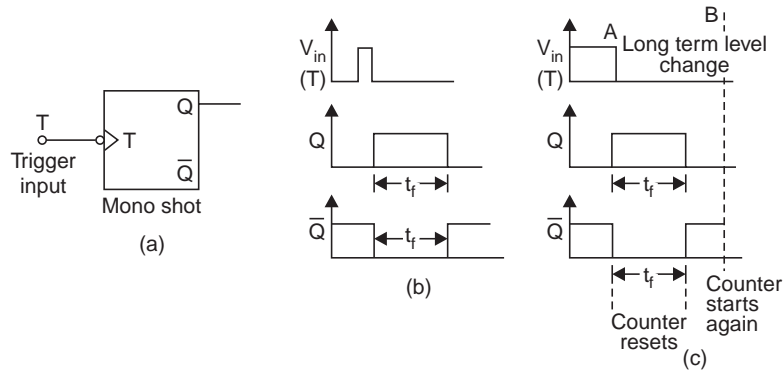 T
Trigger
input
T
Q
Q̅
Mono shot
(a)
V_in
(T)
Q
t_f
Q̅
t_f
(b)
B
V_in
(T)
A
Long term level
change
Q
t_f
Q̅
t_f
Counter
resets
Counter
starts
again
(c)